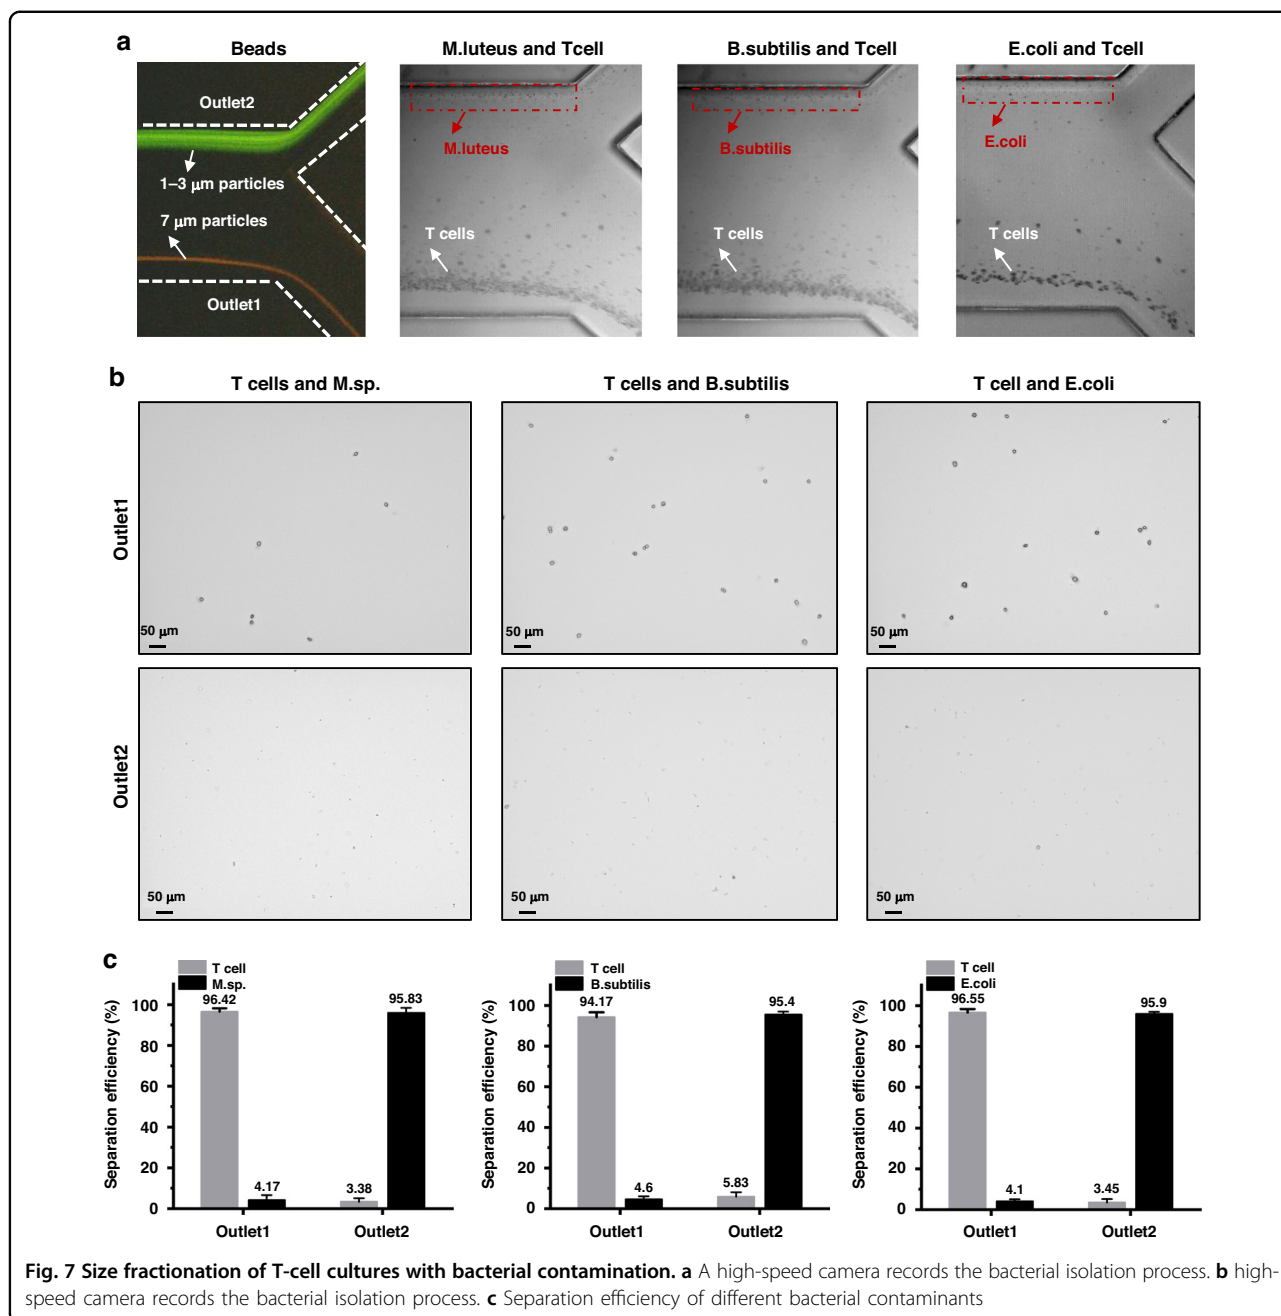 a
Beads
M.luteus and Tcell
B.subtilis and Tcell
E.coli and Tcell
Outlet2
1–3 μm particles
7 μm particles
Outlet1
M.luteus
T cells
B.subtilis
T cells
E.coli
T cells
b
T cells and M.sp.
T cells and B.subtilis
T cell and E.coli
Outlet1
50 μm
50 μm
50 μm
Outlet2
50 μm
50 μm
50 μm
c
Separation efficiency (%)
T cell
M.sp.
100
80
60
40
20
0
96.42
4.17
3.38
95.83
Outlet1
Outlet2
Separation efficiency (%)
T cell
B.subtilis
100
80
60
40
20
0
94.17
4.6
5.83
95.4
Outlet1
Outlet2
Separation efficiency (%)
T cell
E.coli
100
80
60
40
20
0
96.55
4.1
3.45
95.9
Outlet1
Outlet2
Fig. 7 Size fractionation of T-cell cultures with bacterial contamination. a A high-speed camera records the bacterial isolation process. b high-
speed camera records the bacterial isolation process. c Separation efficiency of different bacterial contaminants